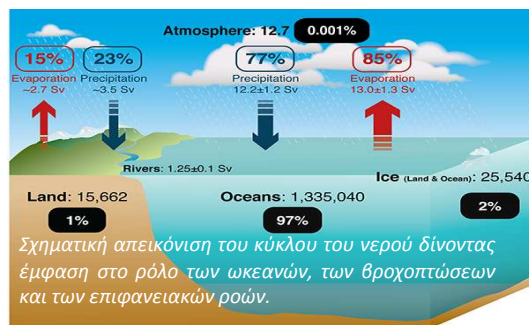 Atmosphere: 12.7 0.001%
15% 23% 77% 85%
Evaporation Precipitation Precipitation Evaporation
~2.7 Sv ~3.5 Sv 12.2±1.2 Sv 13.0±1.3 Sv
Rivers: 1.25±0.1 Sv
Ice (Land & Ocean): 25,540
Land: 15,662 Oceans: 1,335,040
1% 97% 2%
Σχηματική απεικόνιση του κύκλου του νερού δίνοντας
έμφαση στο ρόλο των ωκεανών, των βροχοπτώσεων
και των επιφανειακών ροών.